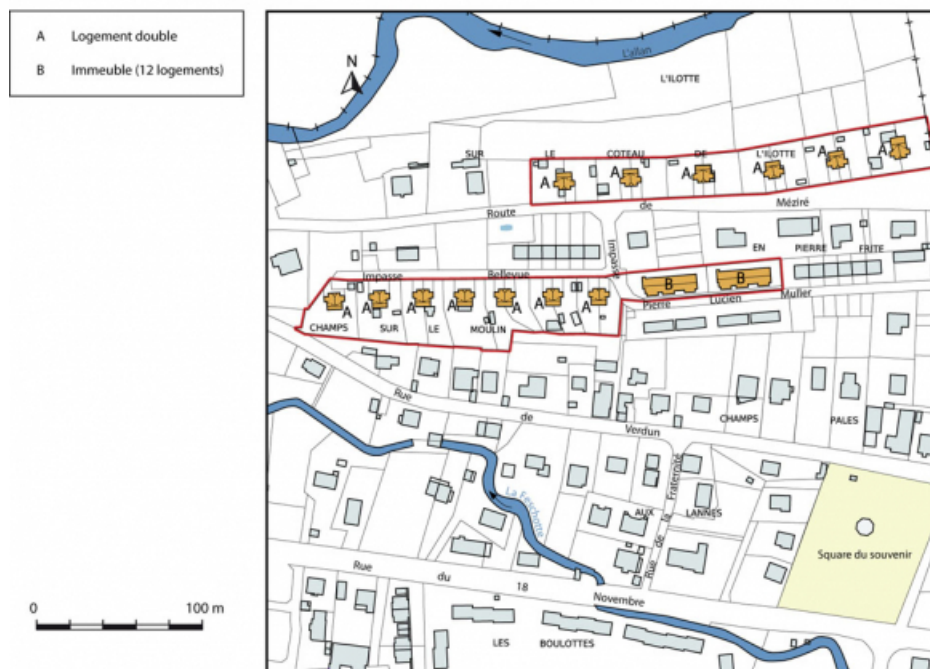 A Logement double
B Immeuble (12 logements)
N
L'allan
L'ILOTTE
SUR LE COTEAU DE L'ILOTTE
A A A A A A
Route de Méziré
Impasse
EN PIERRE FRITE
Impasse Bellevue
B B
Pierre Lucien Muller
A A A A A A A
CHAMPS SUR LE MOULIN
Rue de Verdun
CHAMPS PALES
La Feschotte
AUX LANNES
Rue de la Fraternité
Square du souvenir
Rue du 18 Novembre
0 100 m
LES BOULOTTES